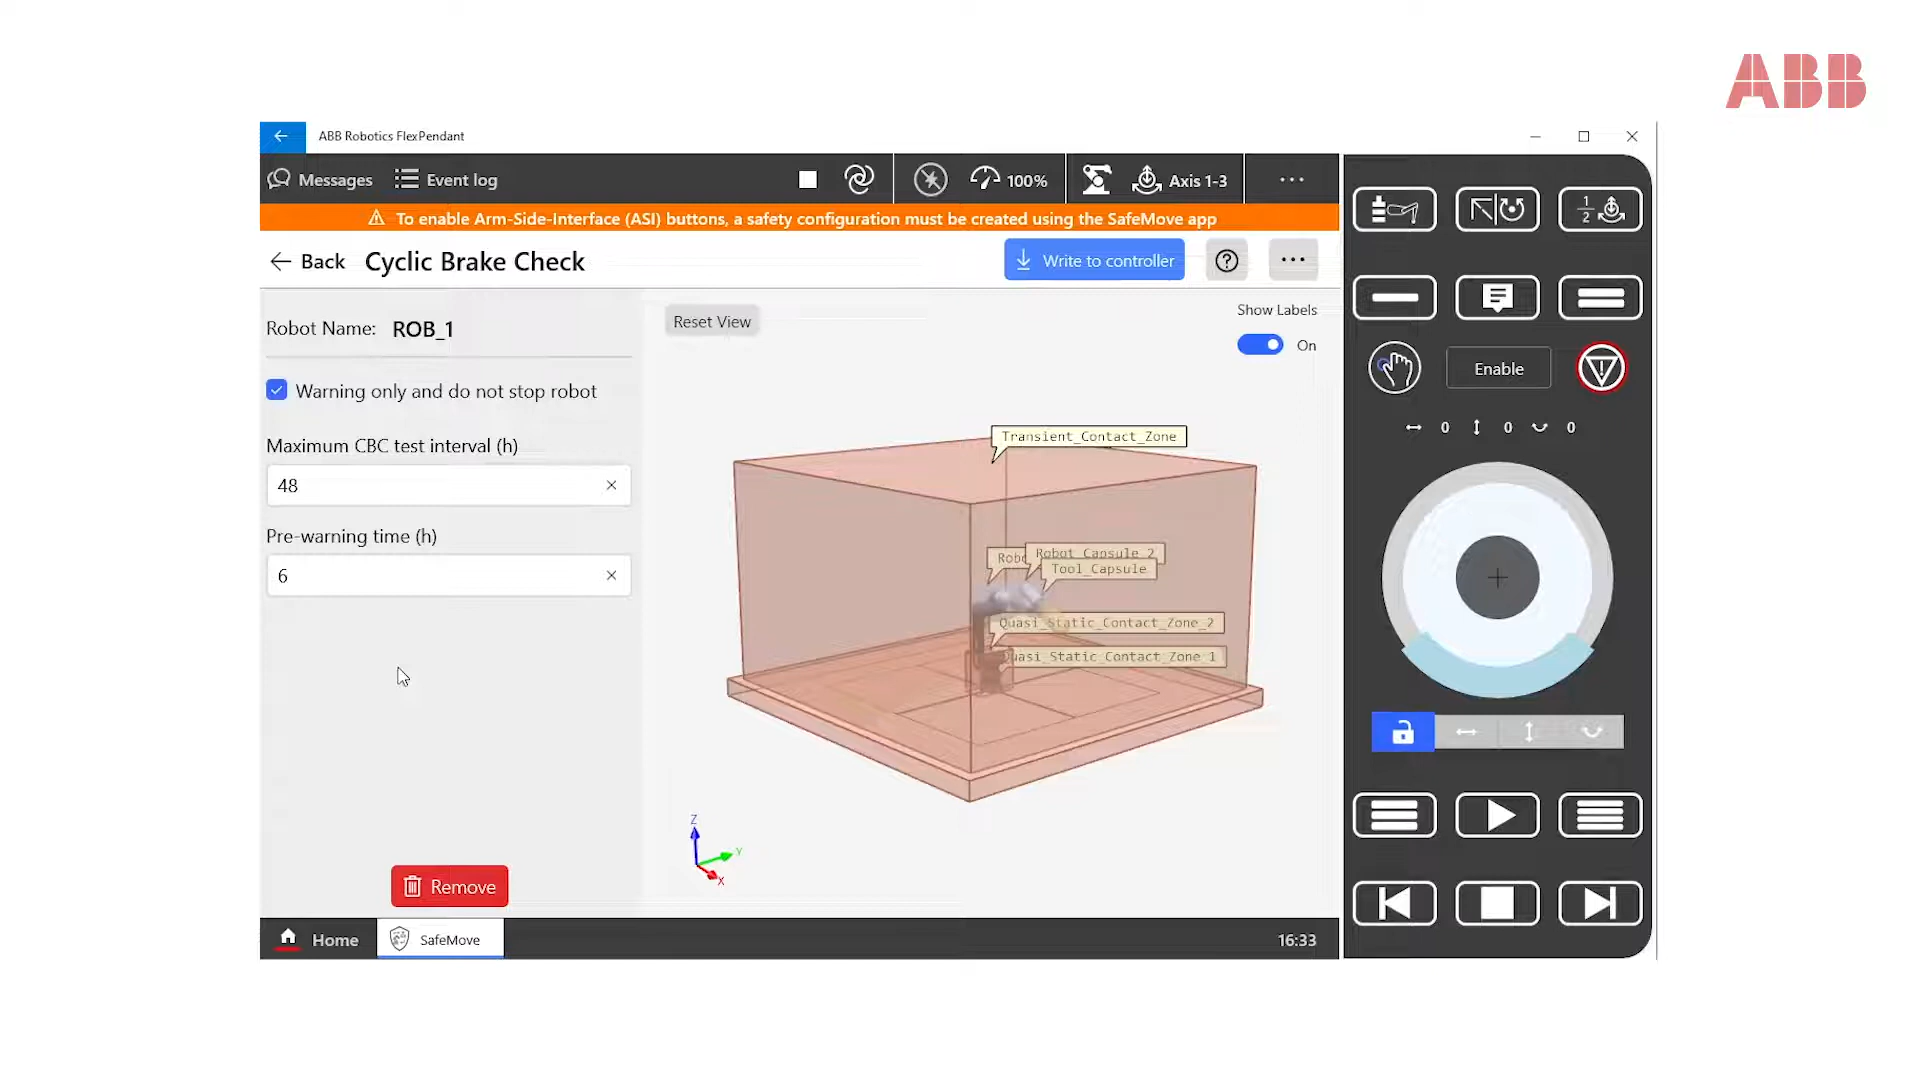 ABB
ABB Robotics FlexPendant
Messages
Event log
100%
Axis 1-3
To enable Arm-Side-Interface (ASI) buttons, a safety configuration must be created using the SafeMove app
Back
Cyclic Brake Check
Write to controller
Robot Name: ROB_1
Reset View
Show Labels
On
Warning only and do not stop robot
Maximum CBC test interval (h)
48
Pre-warning time (h)
6
Transient_Contact_Zone
Robot_Capsule_2
Tool_Capsule
Quasi_Static_Contact_Zone_2
Quasi_Static_Contact_Zone_1
Z
Y
X
Remove
Home
SafeMove
16:33
1
2
Enable
0 0 0